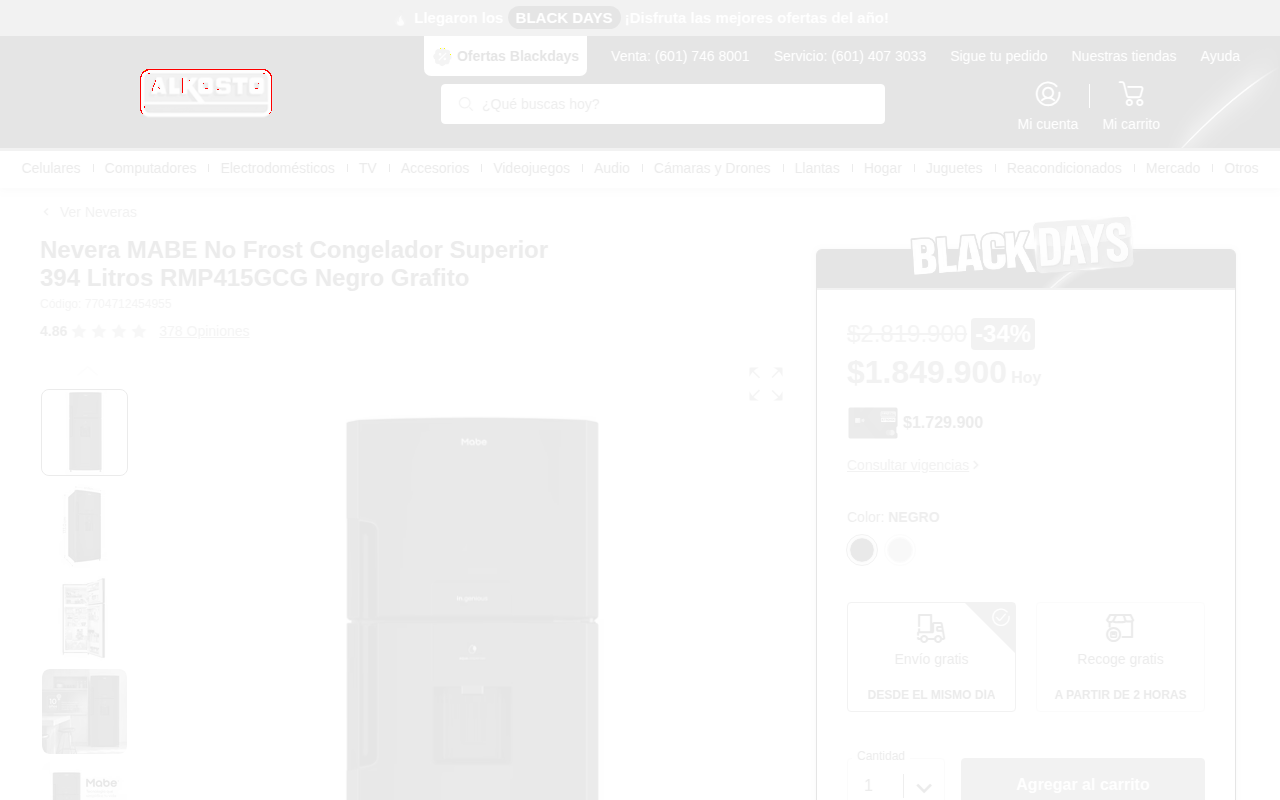 Llegaron los BLACK DAYS ¡Disfruta las mejores ofertas del año!
Ofertas Blackdays
Venta: (601) 746 8001
Servicio: (601) 407 3033
Sigue tu pedido
Nuestras tiendas
Ayuda
ALKOSTO
¿Qué buscas hoy?
Mi cuenta
Mi carrito
Celulares
Computadores
Electrodomésticos
TV
Accesorios
Videojuegos
Audio
Cámaras y Drones
Llantas
Hogar
Juguetes
Reacondicionados
Mercado
Otros
Ver Neveras
Nevera MABE No Frost Congelador Superior
394 Litros RMP415GCG Negro Grafito
Código: 7704712454955
4.86
378 Opiniones
mabe
mabe
BLACK DAYS
$2.819.900 -34%
$1.849.900 Hoy
$1.729.900
Consultar vigencias
Color: NEGRO
Envío gratis
DESDE EL MISMO DÍA
Recoge gratis
A PARTIR DE 2 HORAS
Cantidad
1
Agregar al carrito